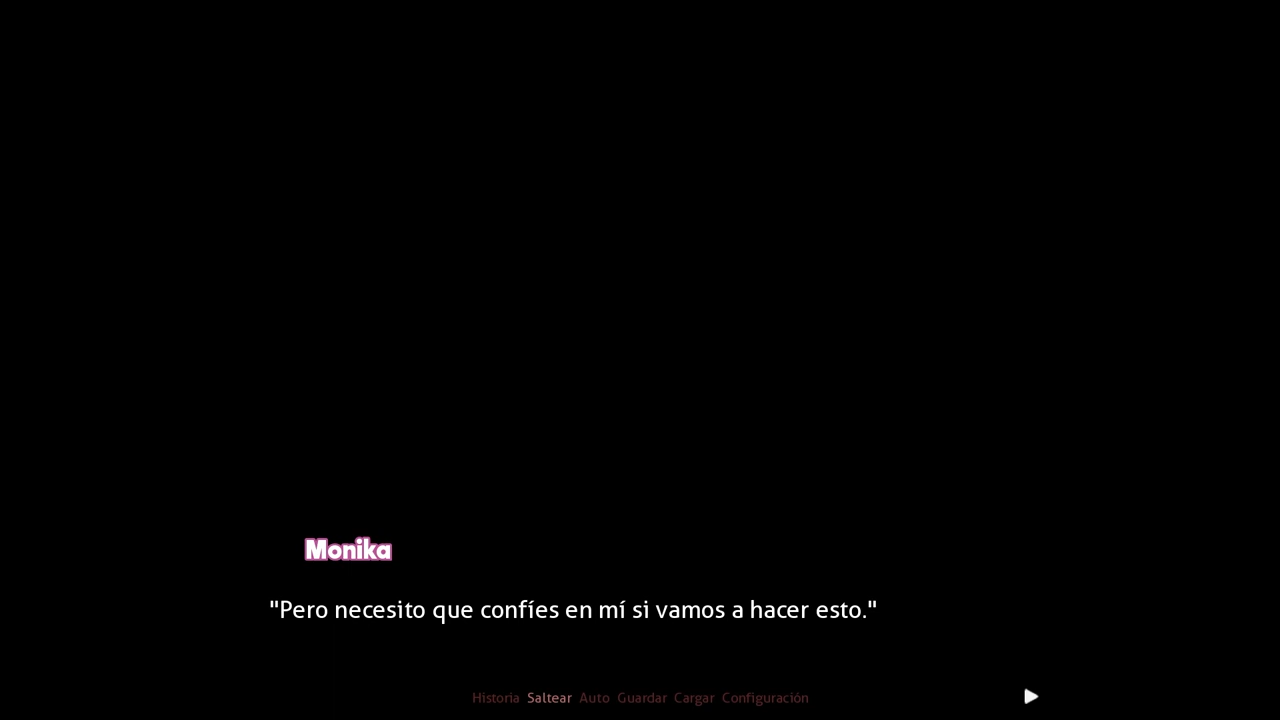 Monika
"Pero necesito que confíes en mí si vamos a hacer esto."
Historia Saltear Auto Guardar Cargar Configuración